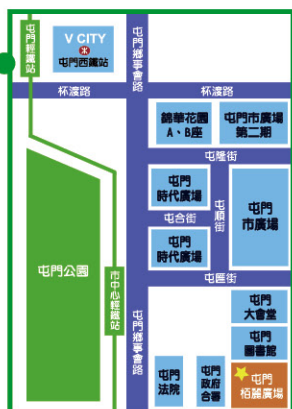 屯門輕鐵站
V CITY
屯門西鐵站
屯門鄉事會路
杯渡路
杯渡路
錦華花園
A、B座
屯門市廣場
第二期
屯隆街
屯門
時代廣場
屯合街
屯門
時代廣場
屯順街
屯門
市廣場
屯門公園
市中心輕鐵站
屯匯街
屯門鄉事會路
屯門
大會堂
屯門
圖書館
屯門
法院
屯門
政府
合署
屯門
栢麗廣場